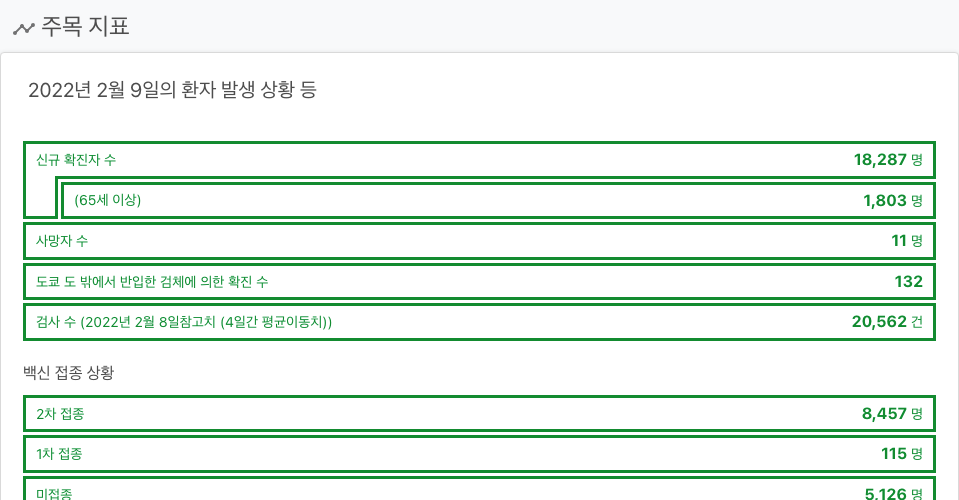 주목 지표
2022년 2월 9일의 환자 발생 상황 등
신규 확진자 수 18,287 명
(65세 이상) 1,803 명
사망자 수 11 명
도쿄 도 밖에서 반입한 검체에 의한 확진 수 132
검사 수 (2022년 2월 8일참고치 (4일간 평균이동치)) 20,562 건
백신 접종 상황
2차 접종 8,457 명
1차 접종 115 명
미접종 5,126 명